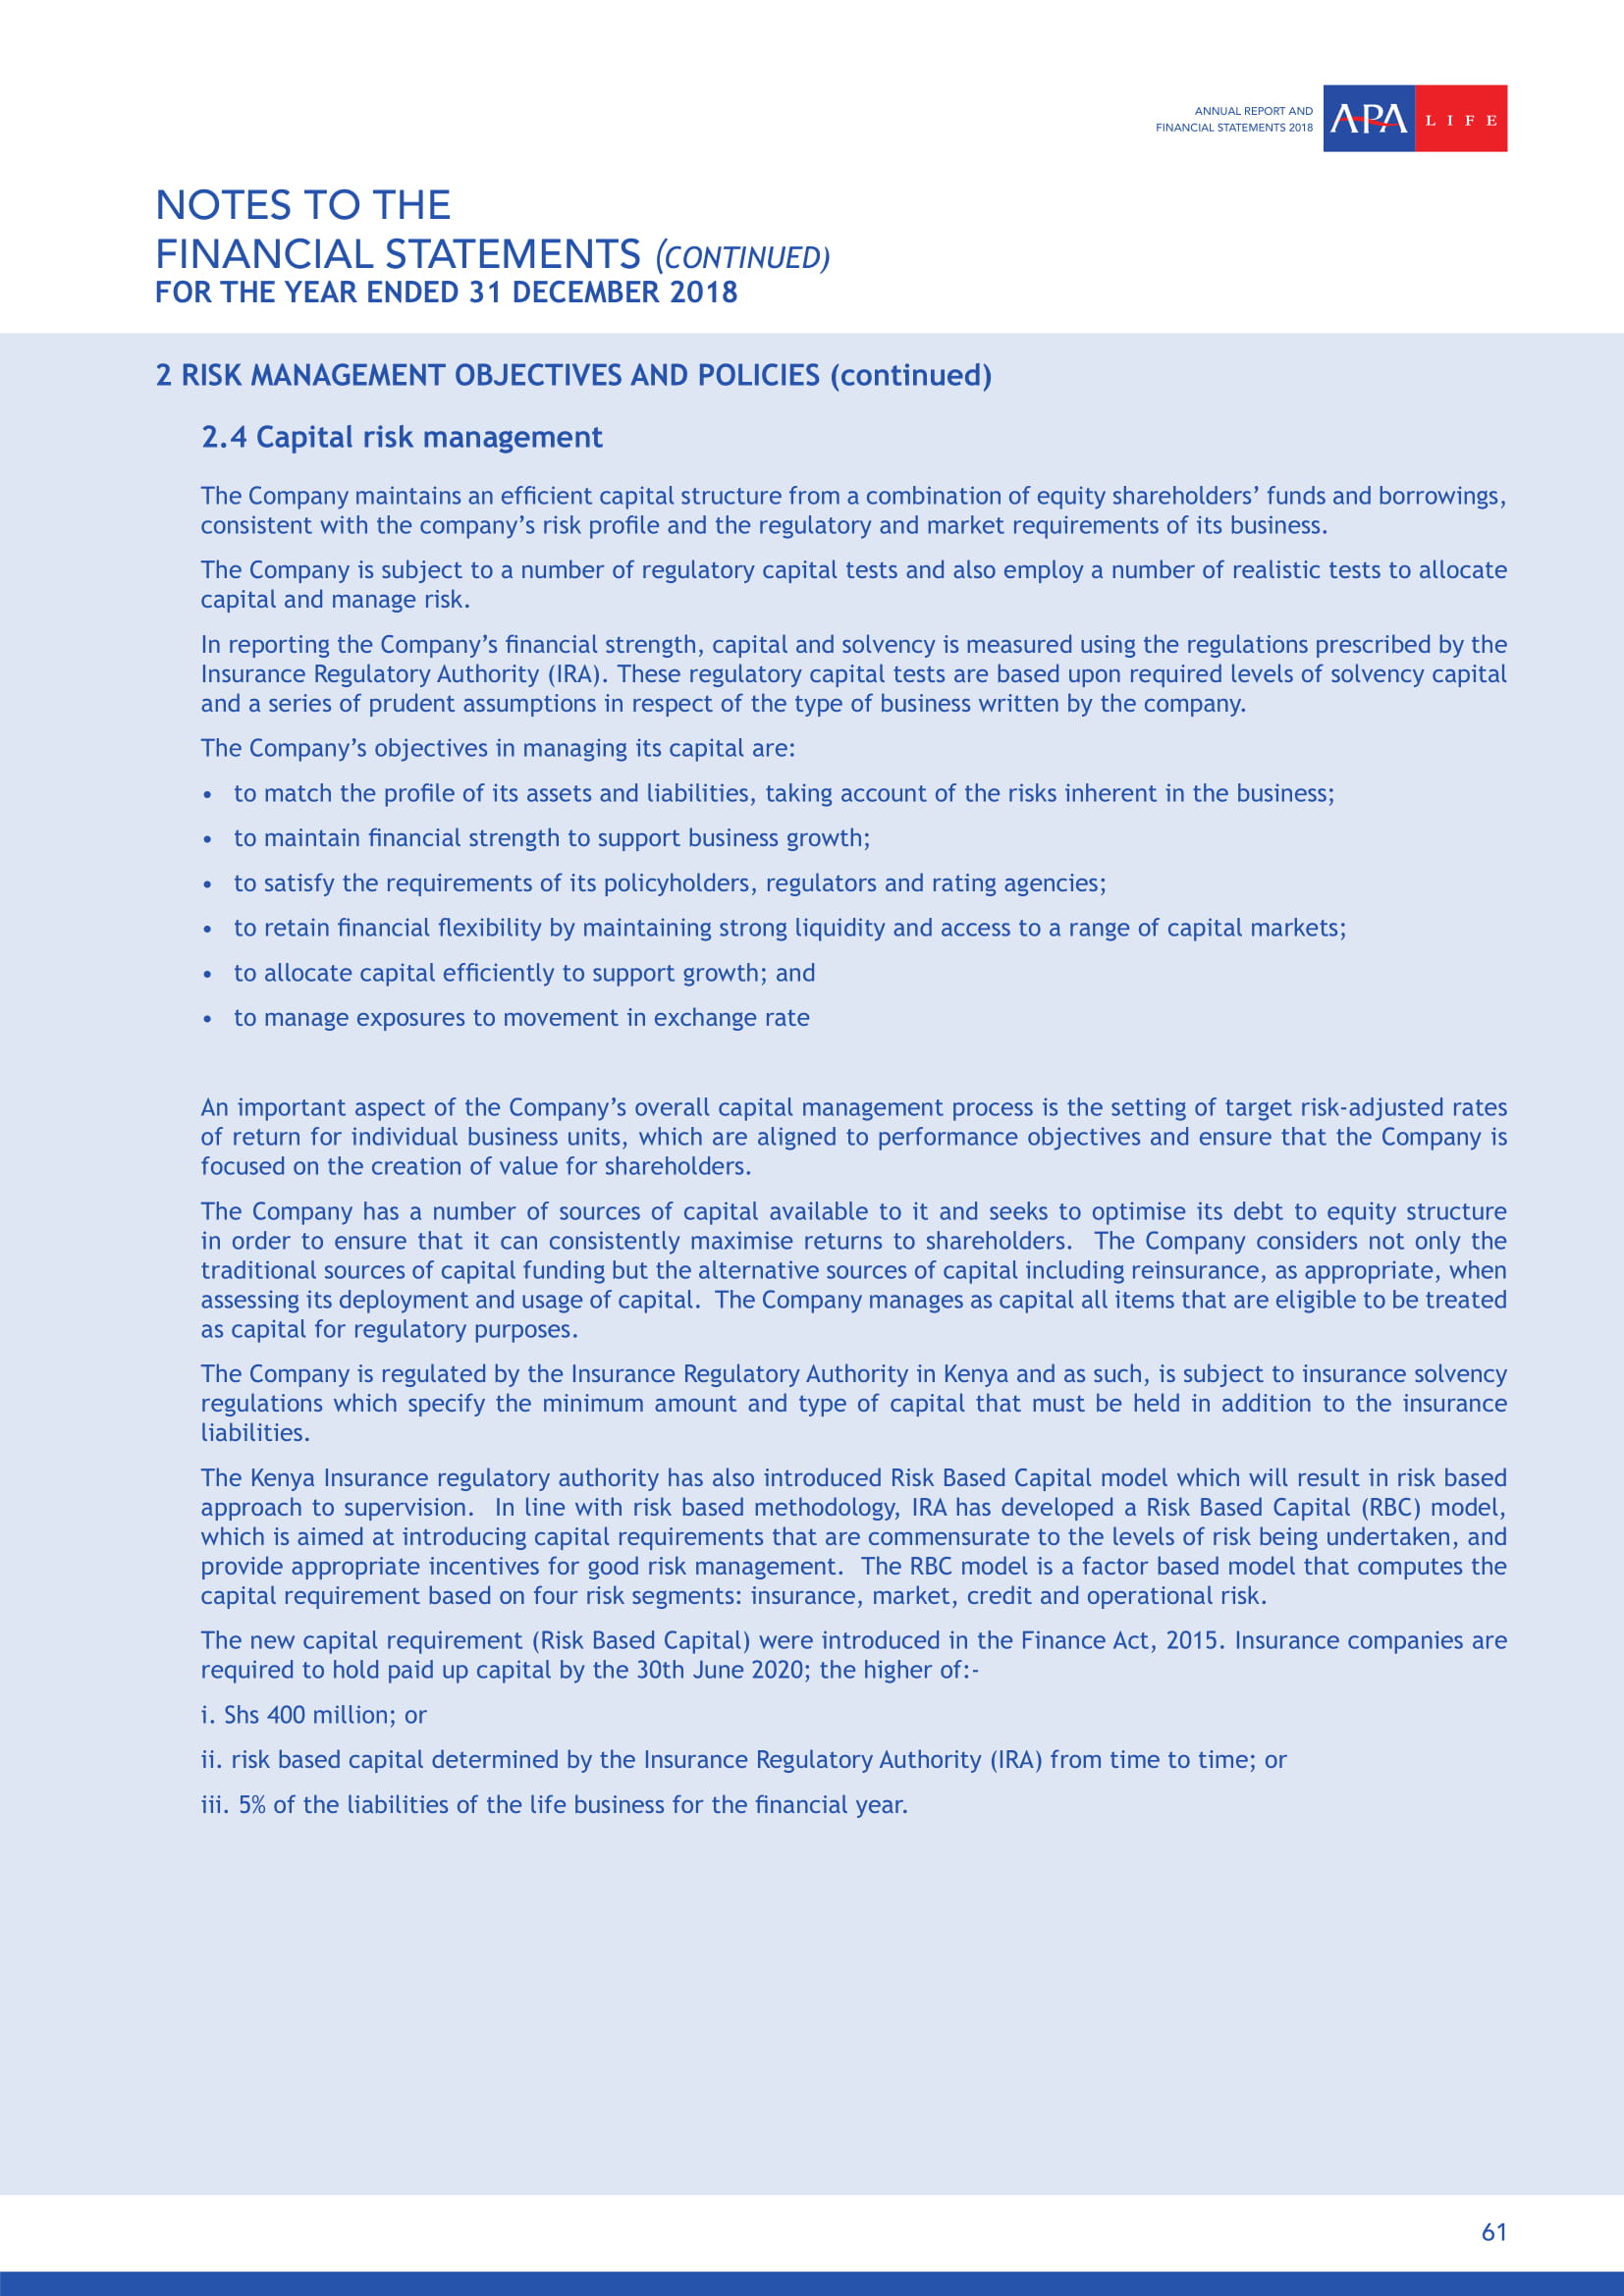 ANNUAL REPORT AND
FINANCIAL STATEMENTS 2018
APA LIFE
NOTES TO THE
FINANCIAL STATEMENTS (CONTINUED)
FOR THE YEAR ENDED 31 DECEMBER 2018
2 RISK MANAGEMENT OBJECTIVES AND POLICIES (continued)
2.4 Capital risk management
The Company maintains an efficient capital structure from a combination of equity shareholders’ funds and borrowings,
consistent with the company’s risk profile and the regulatory and market requirements of its business.
The Company is subject to a number of regulatory capital tests and also employ a number of realistic tests to allocate
capital and manage risk.
In reporting the Company’s financial strength, capital and solvency is measured using the regulations prescribed by the
Insurance Regulatory Authority (IRA). These regulatory capital tests are based upon required levels of solvency capital
and a series of prudent assumptions in respect of the type of business written by the company.
The Company’s objectives in managing its capital are:
• to match the profile of its assets and liabilities, taking account of the risks inherent in the business;
• to maintain financial strength to support business growth;
• to satisfy the requirements of its policyholders, regulators and rating agencies;
• to retain financial flexibility by maintaining strong liquidity and access to a range of capital markets;
• to allocate capital efficiently to support growth; and
• to manage exposures to movement in exchange rate
An important aspect of the Company’s overall capital management process is the setting of target risk-adjusted rates
of return for individual business units, which are aligned to performance objectives and ensure that the Company is
focused on the creation of value for shareholders.
The Company has a number of sources of capital available to it and seeks to optimise its debt to equity structure
in order to ensure that it can consistently maximise returns to shareholders.  The Company considers not only the
traditional sources of capital funding but the alternative sources of capital including reinsurance, as appropriate, when
assessing its deployment and usage of capital.  The Company manages as capital all items that are eligible to be treated
as capital for regulatory purposes.
The Company is regulated by the Insurance Regulatory Authority in Kenya and as such, is subject to insurance solvency
regulations which specify the minimum amount and type of capital that must be held in addition to the insurance
liabilities.
The Kenya Insurance regulatory authority has also introduced Risk Based Capital model which will result in risk based
approach to supervision.  In line with risk based methodology, IRA has developed a Risk Based Capital (RBC) model,
which is aimed at introducing capital requirements that are commensurate to the levels of risk being undertaken, and
provide appropriate incentives for good risk management.  The RBC model is a factor based model that computes the
capital requirement based on four risk segments: insurance, market, credit and operational risk.
The new capital requirement (Risk Based Capital) were introduced in the Finance Act, 2015. Insurance companies are
required to hold paid up capital by the 30th June 2020; the higher of:-
i. Shs 400 million; or
ii. risk based capital determined by the Insurance Regulatory Authority (IRA) from time to time; or
iii. 5% of the liabilities of the life business for the financial year.
61